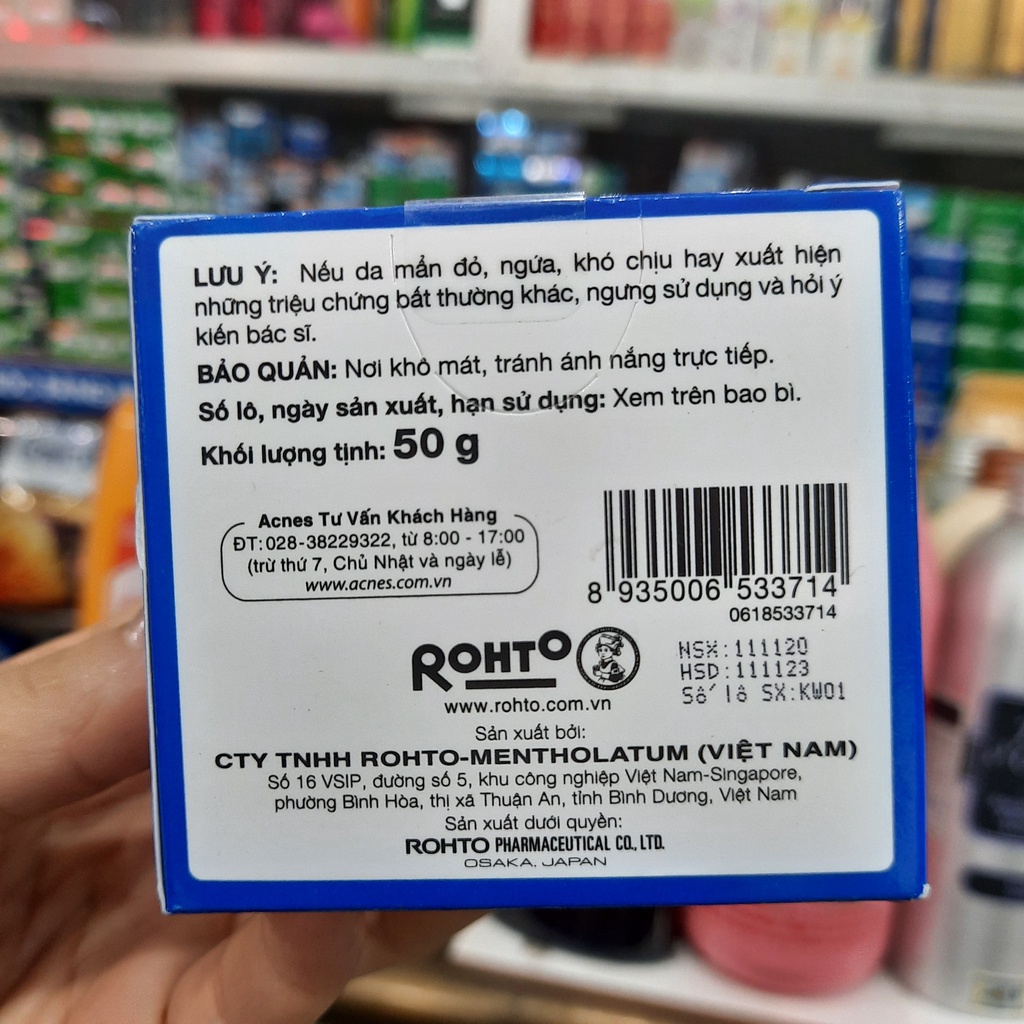 LƯU Ý: Nếu da mẩn đỏ, ngứa, khó chịu hay xuất hiện
những triệu chứng bất thường khác, ngưng sử dụng và hỏi ý
kiến bác sĩ.
BẢO QUẢN: Nơi khô mát, tránh ánh nắng trực tiếp.
Số lô, ngày sản xuất, hạn sử dụng: Xem trên bao bì.
Khối lượng tịnh: 50 g
Acnes Tư Vấn Khách Hàng
ĐT: 028-38229322, từ 8:00 - 17:00
(trừ thứ 7, Chủ Nhật và ngày lễ)
www.acnes.com.vn
8 935006 533714
0618533714
ROHTO
www.rohto.com.vn
NSX:111120
HSD:111123
Số lô SX:KW01
Sản xuất bởi:
CTY TNHH ROHTO-MENTHOLATUM (VIỆT NAM)
Số 16 VSIP, đường số 5, khu công nghiệp Việt Nam-Singapore,
phường Bình Hòa, thị xã Thuận An, tỉnh Bình Dương, Việt Nam
Sản xuất dưới quyền:
ROHTO PHARMACEUTICAL CO., LTD.
OSAKA, JAPAN